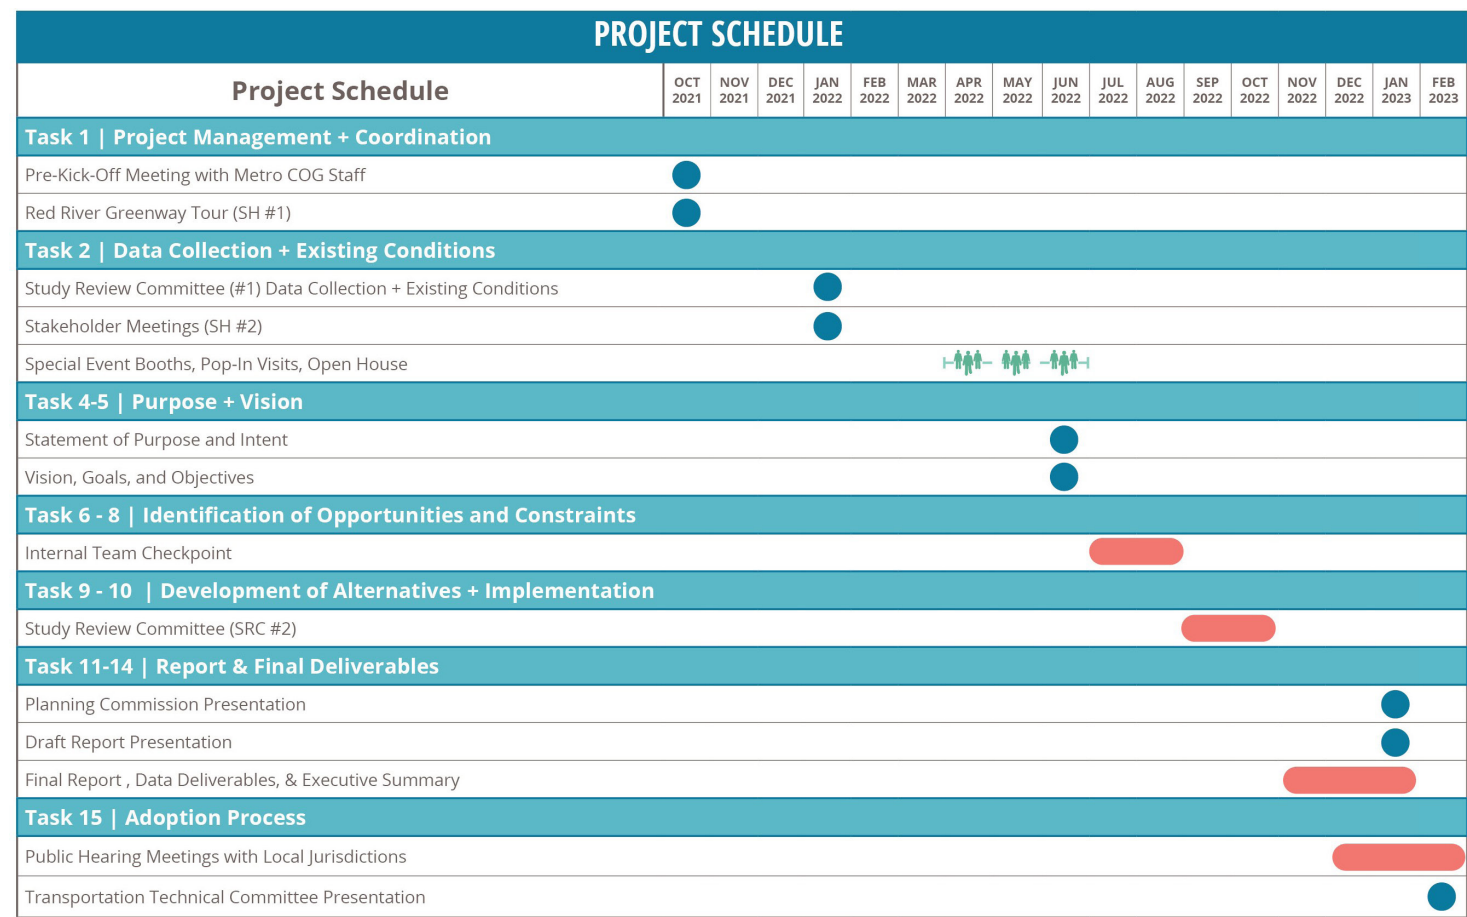 PROJECT SCHEDULE
Project Schedule
OCT 2021 NOV 2021 DEC 2021 JAN 2022 FEB 2022 MAR 2022 APR 2022 MAY 2022 JUN 2022 JUL 2022 AUG 2022 SEP 2022 OCT 2022 NOV 2022 DEC 2022 JAN 2023 FEB 2023
Task 1 | Project Management + Coordination
Pre-Kick-Off Meeting with Metro COG Staff
Red River Greenway Tour (SH #1)
Task 2 | Data Collection + Existing Conditions
Study Review Committee (#1) Data Collection + Existing Conditions
Stakeholder Meetings (SH #2)
Special Event Booths, Pop-In Visits, Open House
Task 4-5 | Purpose + Vision
Statement of Purpose and Intent
Vision, Goals, and Objectives
Task 6 - 8 | Identification of Opportunities and Constraints
Internal Team Checkpoint
Task 9 - 10 | Development of Alternatives + Implementation
Study Review Committee (SRC #2)
Task 11-14 | Report & Final Deliverables
Planning Commission Presentation
Draft Report Presentation
Final Report , Data Deliverables, & Executive Summary
Task 15 | Adoption Process
Public Hearing Meetings with Local Jurisdictions
Transportation Technical Committee Presentation